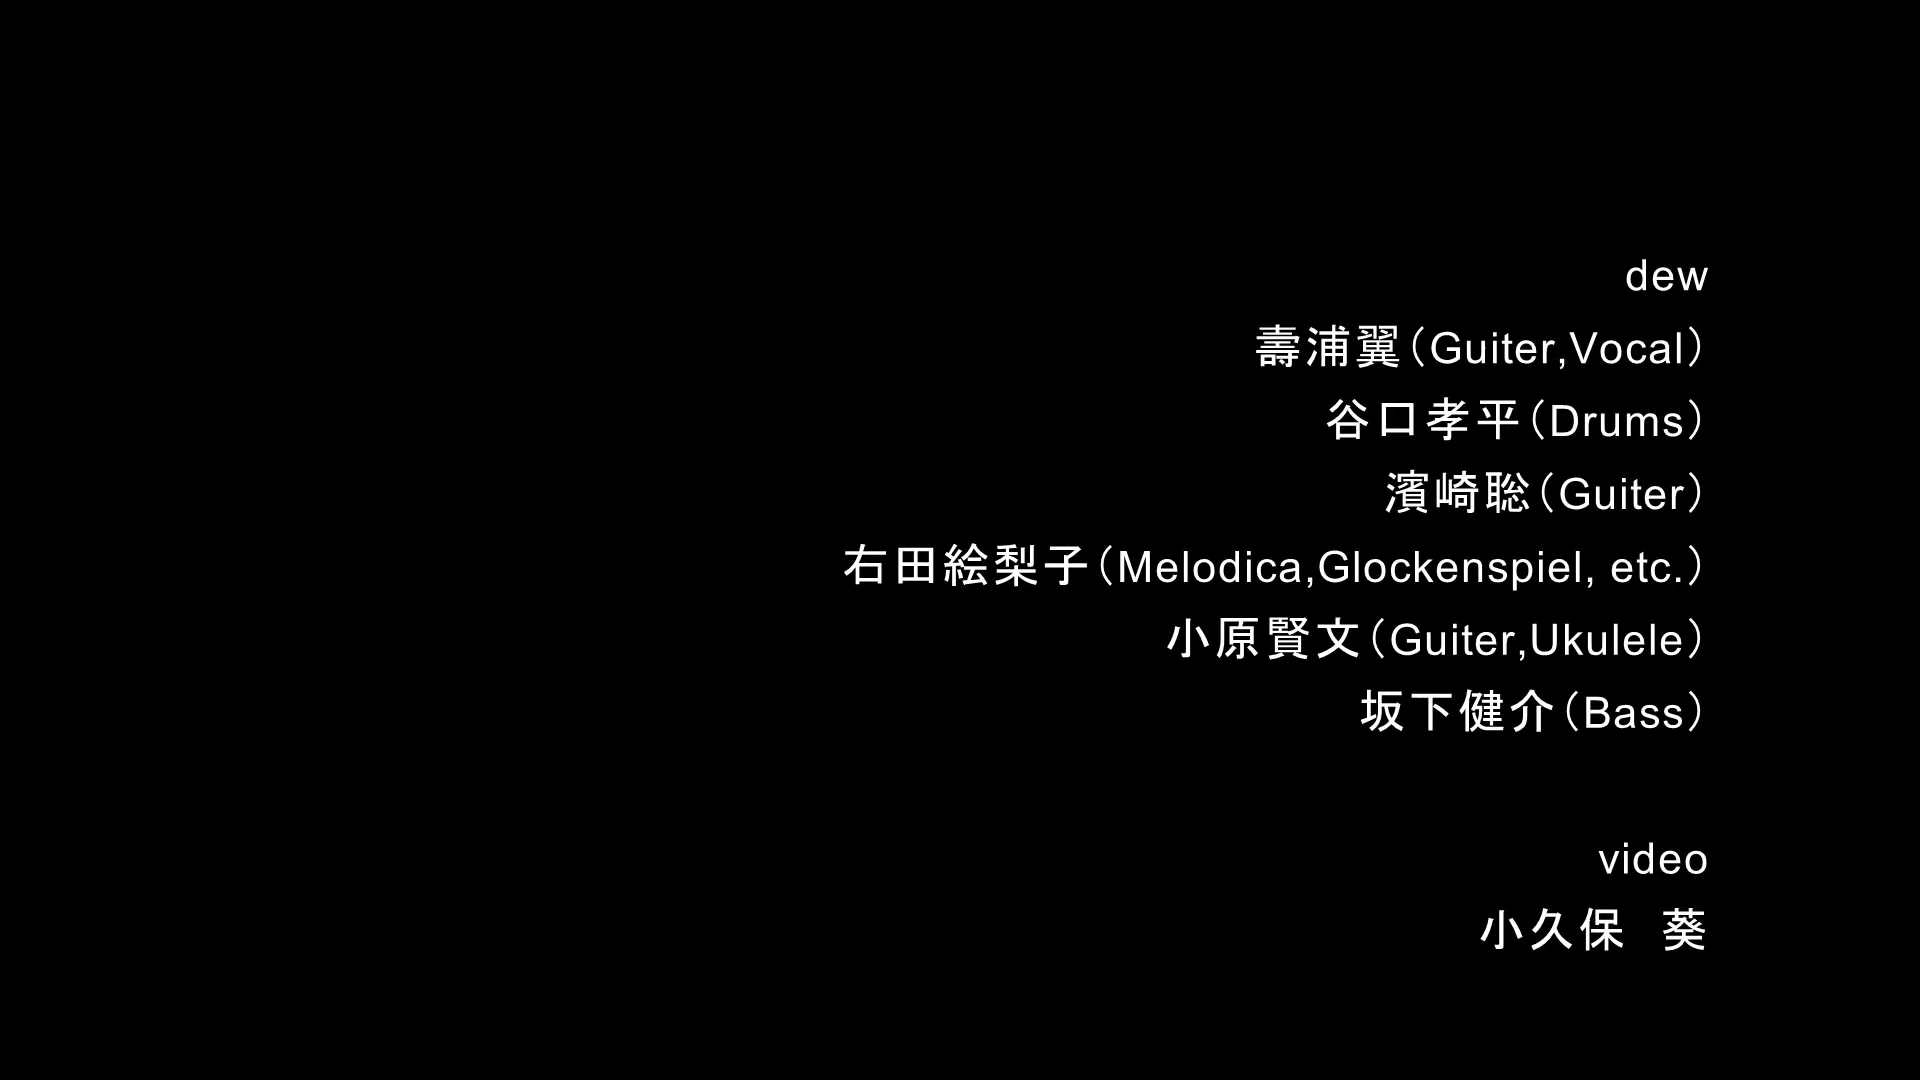 dew
壽浦翼（Guiter,Vocal）
谷口孝平（Drums）
濱崎聡（Guiter）
右田絵梨子（Melodica,Glockenspiel, etc.）
小原賢文（Guiter,Ukulele）
坂下健介（Bass）
video
小久保　葵